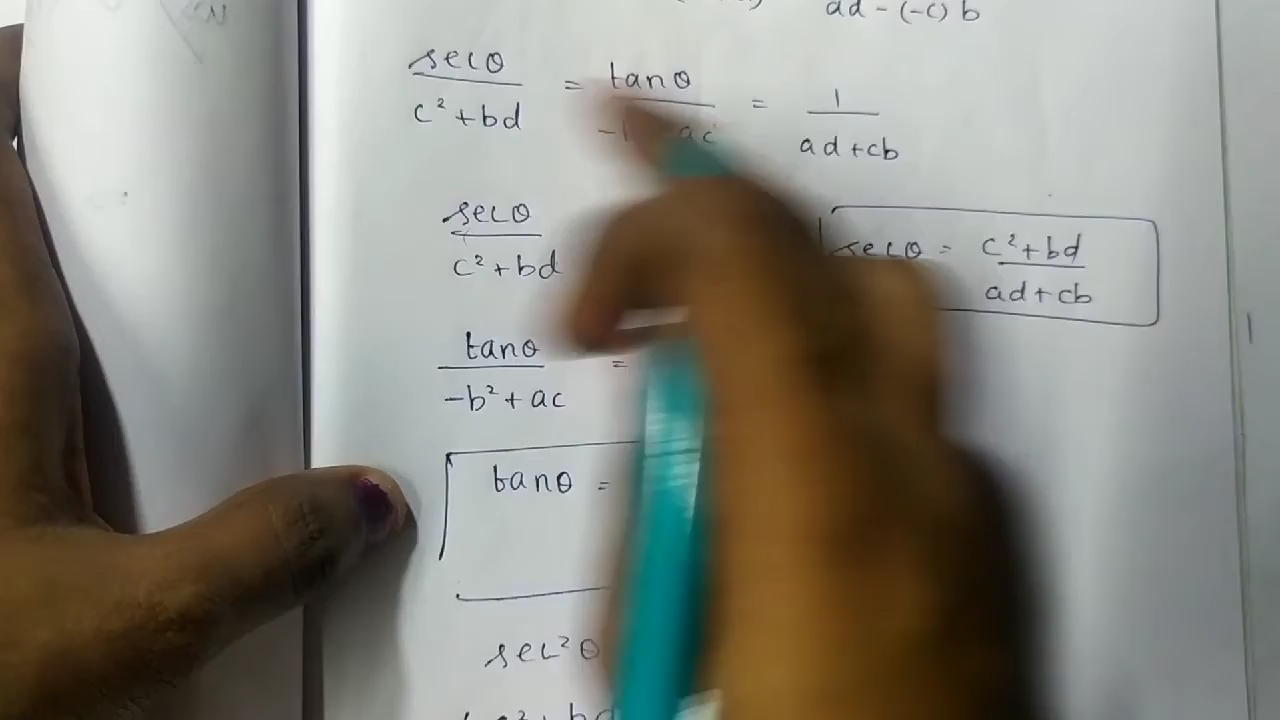 ad - (-c) b
secθ / c² + bd = tanθ / ac = 1 / ad + cb
secθ / c² + bd
secθ = c² + bd / ad + cb
tanθ / -b² + ac =
tanθ =
sec²θ